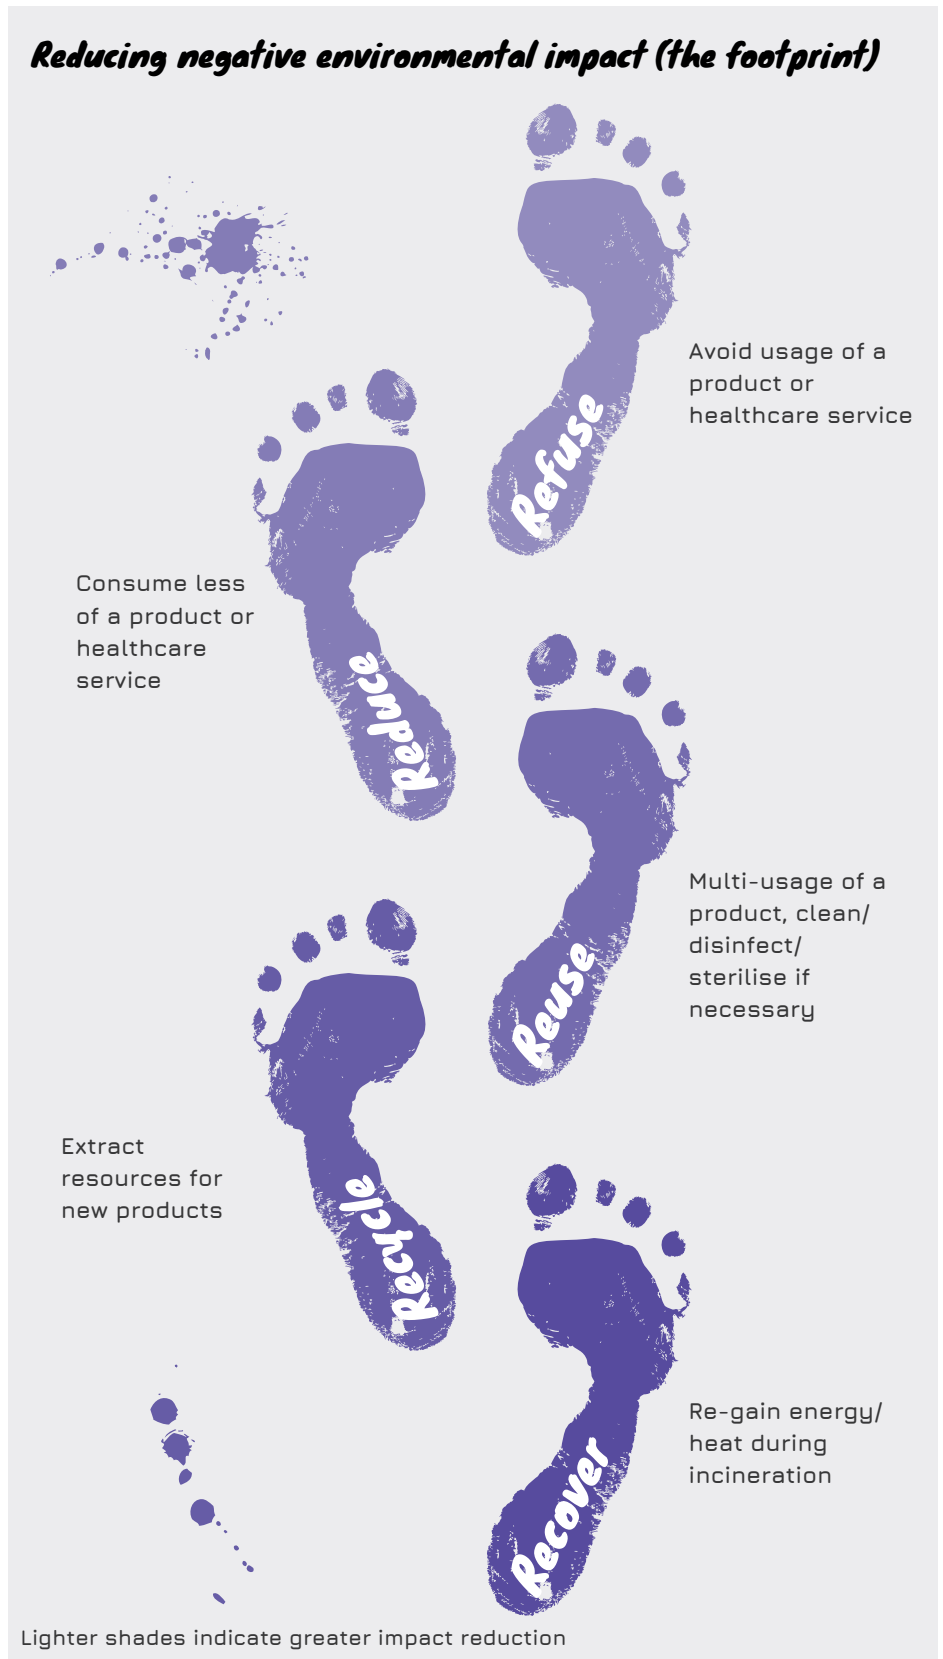 Reducing negative environmental impact (the footprint)
Refuse
Avoid usage of a
product or
healthcare service
Reduce
Consume less
of a product or
healthcare
service
Reuse
Multi-usage of a
product, clean/
disinfect/
sterilise if
necessary
Recycle
Extract
resources for
new products
Recover
Re-gain energy/
heat during
incineration
Lighter shades indicate greater impact reduction